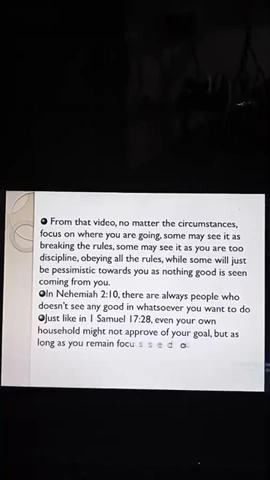 From that video, no matter the circumstances,
focus on where you are going, some may see it as
breaking the rules, some may see it as you are too
discipline, obeying all the rules, while some will just
be pessimistic towards you as nothing good is seen
coming from you.
In Nehemiah 2:10, there are always people who
doesn't see any good in whatsoever you want to do
Just like in 1 Samuel 17:28, even your own
household might not approve of your goal, but as
long as you remain focussed